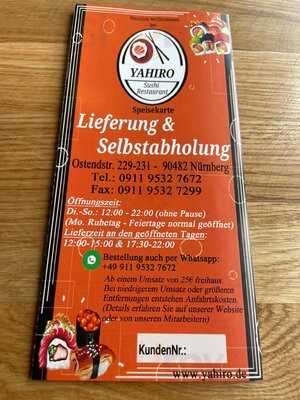 Herzlich Willkommen
bei
YAHIRO
Sushi
Restaurant
Speisekarte
Lieferung &
Selbstabholung
Ostendstr. 229-231 - 90482 Nürnberg
Tel.: 0911 9532 7672
Fax: 0911 9532 7299
Öffnungszeit:
Di.-So.: 12:00 - 22:00 (ohne Pause)
(Mo. Ruhetag - Feiertage normal geöffnet)
Lieferzeit an den geöffneten Tagen:
12:00-15:00 & 17:30-22:00
Bestellung auch per Whatsapp:
+49 911 9532 7672
Ab einem Umsatz von 25€ freihaus
Bei niedrigerem Umsatz oder größeren
Entfernungen entstehen Anfahrtskosten.
(Details erfahren Sie auf unserer Website
oder von unseren Mitarbeitern)
KundenNr.:
www.yahiro.de